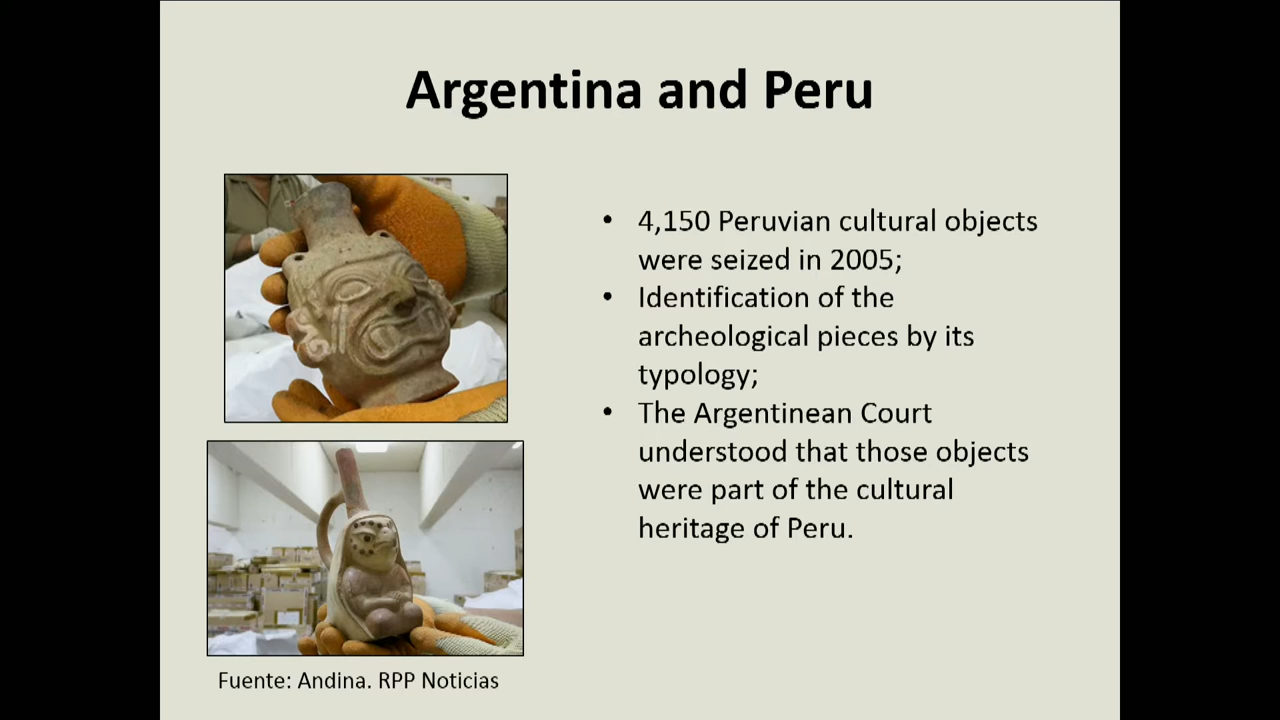 Argentina and Peru
• 4,150 Peruvian cultural objects
were seized in 2005;
• Identification of the
archeological pieces by its
typology;
• The Argentinean Court
understood that those objects
were part of the cultural
heritage of Peru.
Fuente: Andina. RPP Noticias